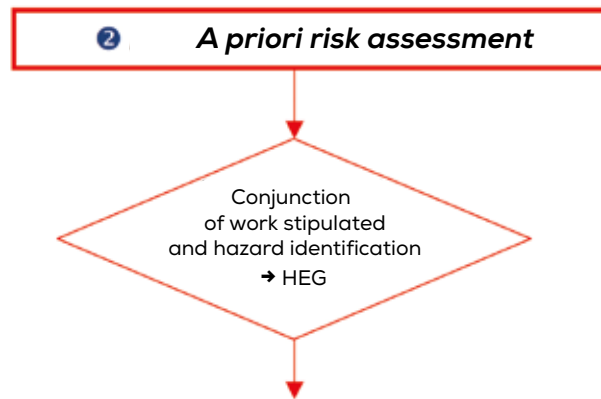 ❷ A priori risk assessment
Conjunction
of work stipulated
and hazard identification
➔ HEG